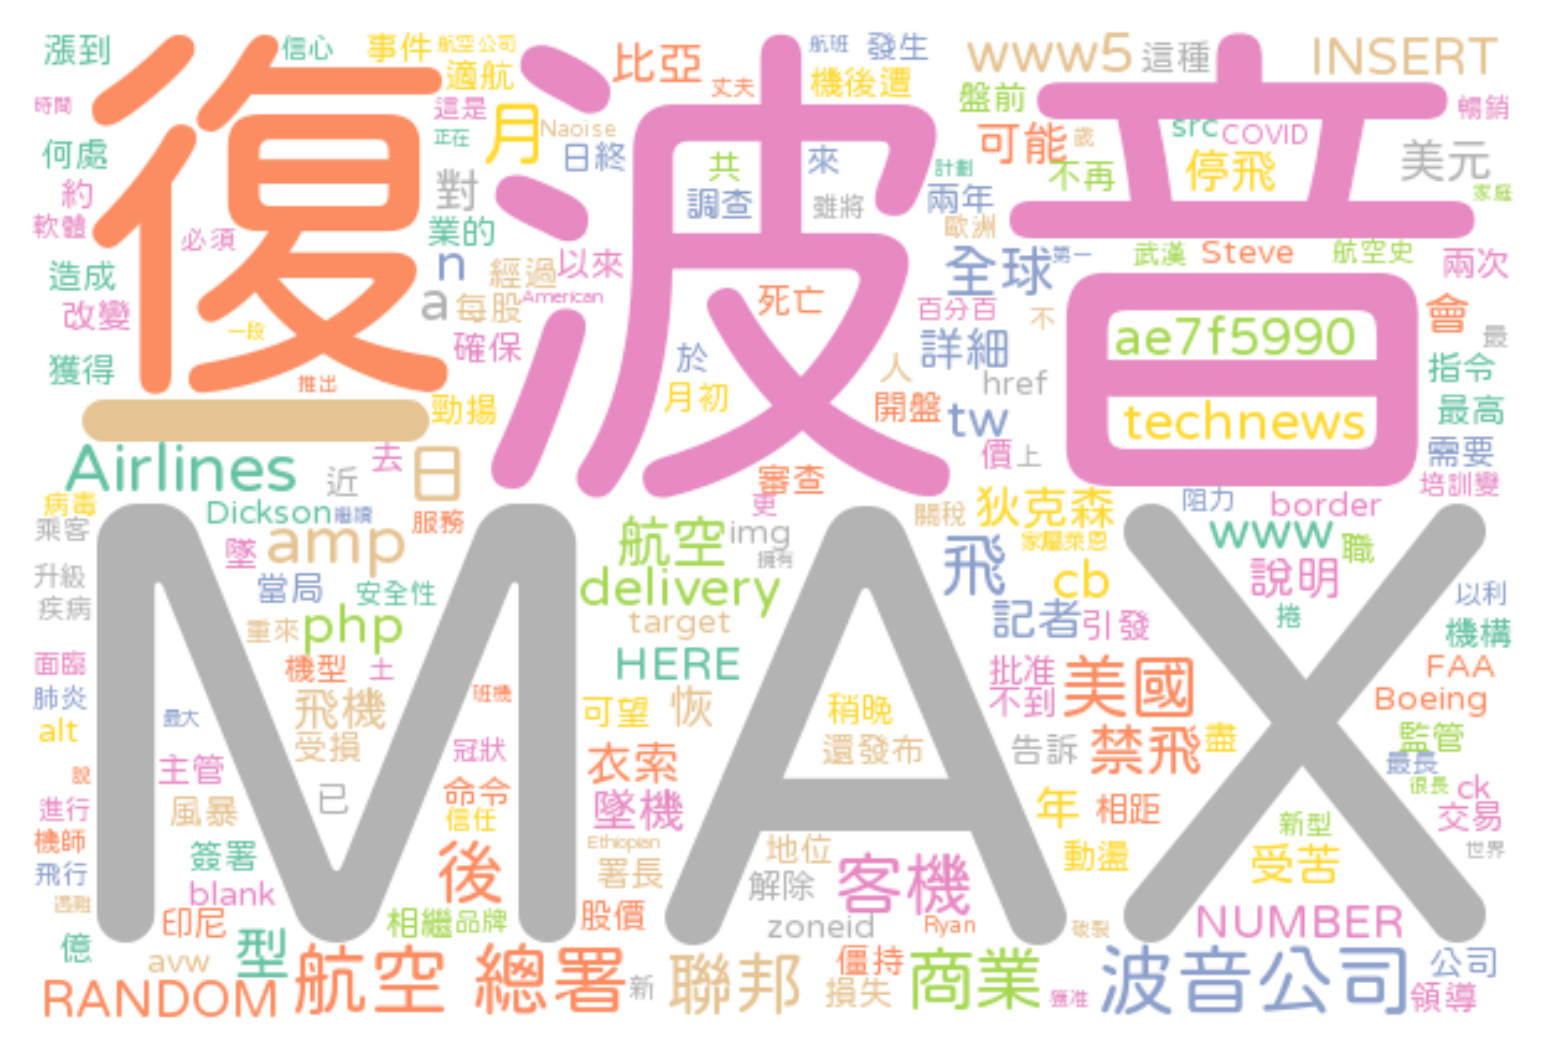 漲到 信心 事件 航空公司 比亞 航班 發生 www5 這種 INSERT
適航 丈夫 機後遭 盤前
時間 復 這是 月 Naoise 波 音 src COVID 暢銷
何處 正在 日終 共 來 計劃 可能 歲 停飛 美元
約 對 調查 雖將 兩年 不再 家庭
軟體 必須 業的 歐洲
造成 n 經過 以來 全球 第一 武漢 Steve 航空史 兩次
改變 一段 a 每股 American 死亡 百分百 不 ae7f5990 會 最
獲得 確保 於 詳細 指令
推出 人 href
一 勁揚 月初 開盤 tw technews 最高
Airlines 近 去 日 價 上 需要
審查 培訓變
病毒 Dickson 繼續 服務 更 關稅 狄克森 阻力 border
乘客 墜 amp 航空 img 家屋萊恩 www 職
升級 當局 安全性 delivery 擁有 飛 cb 說明 以利
疾病 重來 php target 記者 引發 捲 機構
面臨 機型 土 HERE 批准 美國 FAA
肺炎 最大 飛機 班機 可望 恢 稍晚 不到 Boeing
alt 受損 冠狀 還發布 告訴 禁飛 盡 監管
說 主管 衣索 最長
進行 風暴 已 命令 墜機 年 相距 很長 ck
機師 信任 Ethiopian 地位 新型 交易
飛行 簽署 後 署長 客機 動盪 受苦 世界
MAX
遇難 blank 解除
億 印尼 相繼 品牌 股價 zoneid Ryan 破裂 NUMBER
avw 型 僵持 公司
RANDOM 航空 總署 新 聯邦 損失 商業 獲准 波音公司 領導